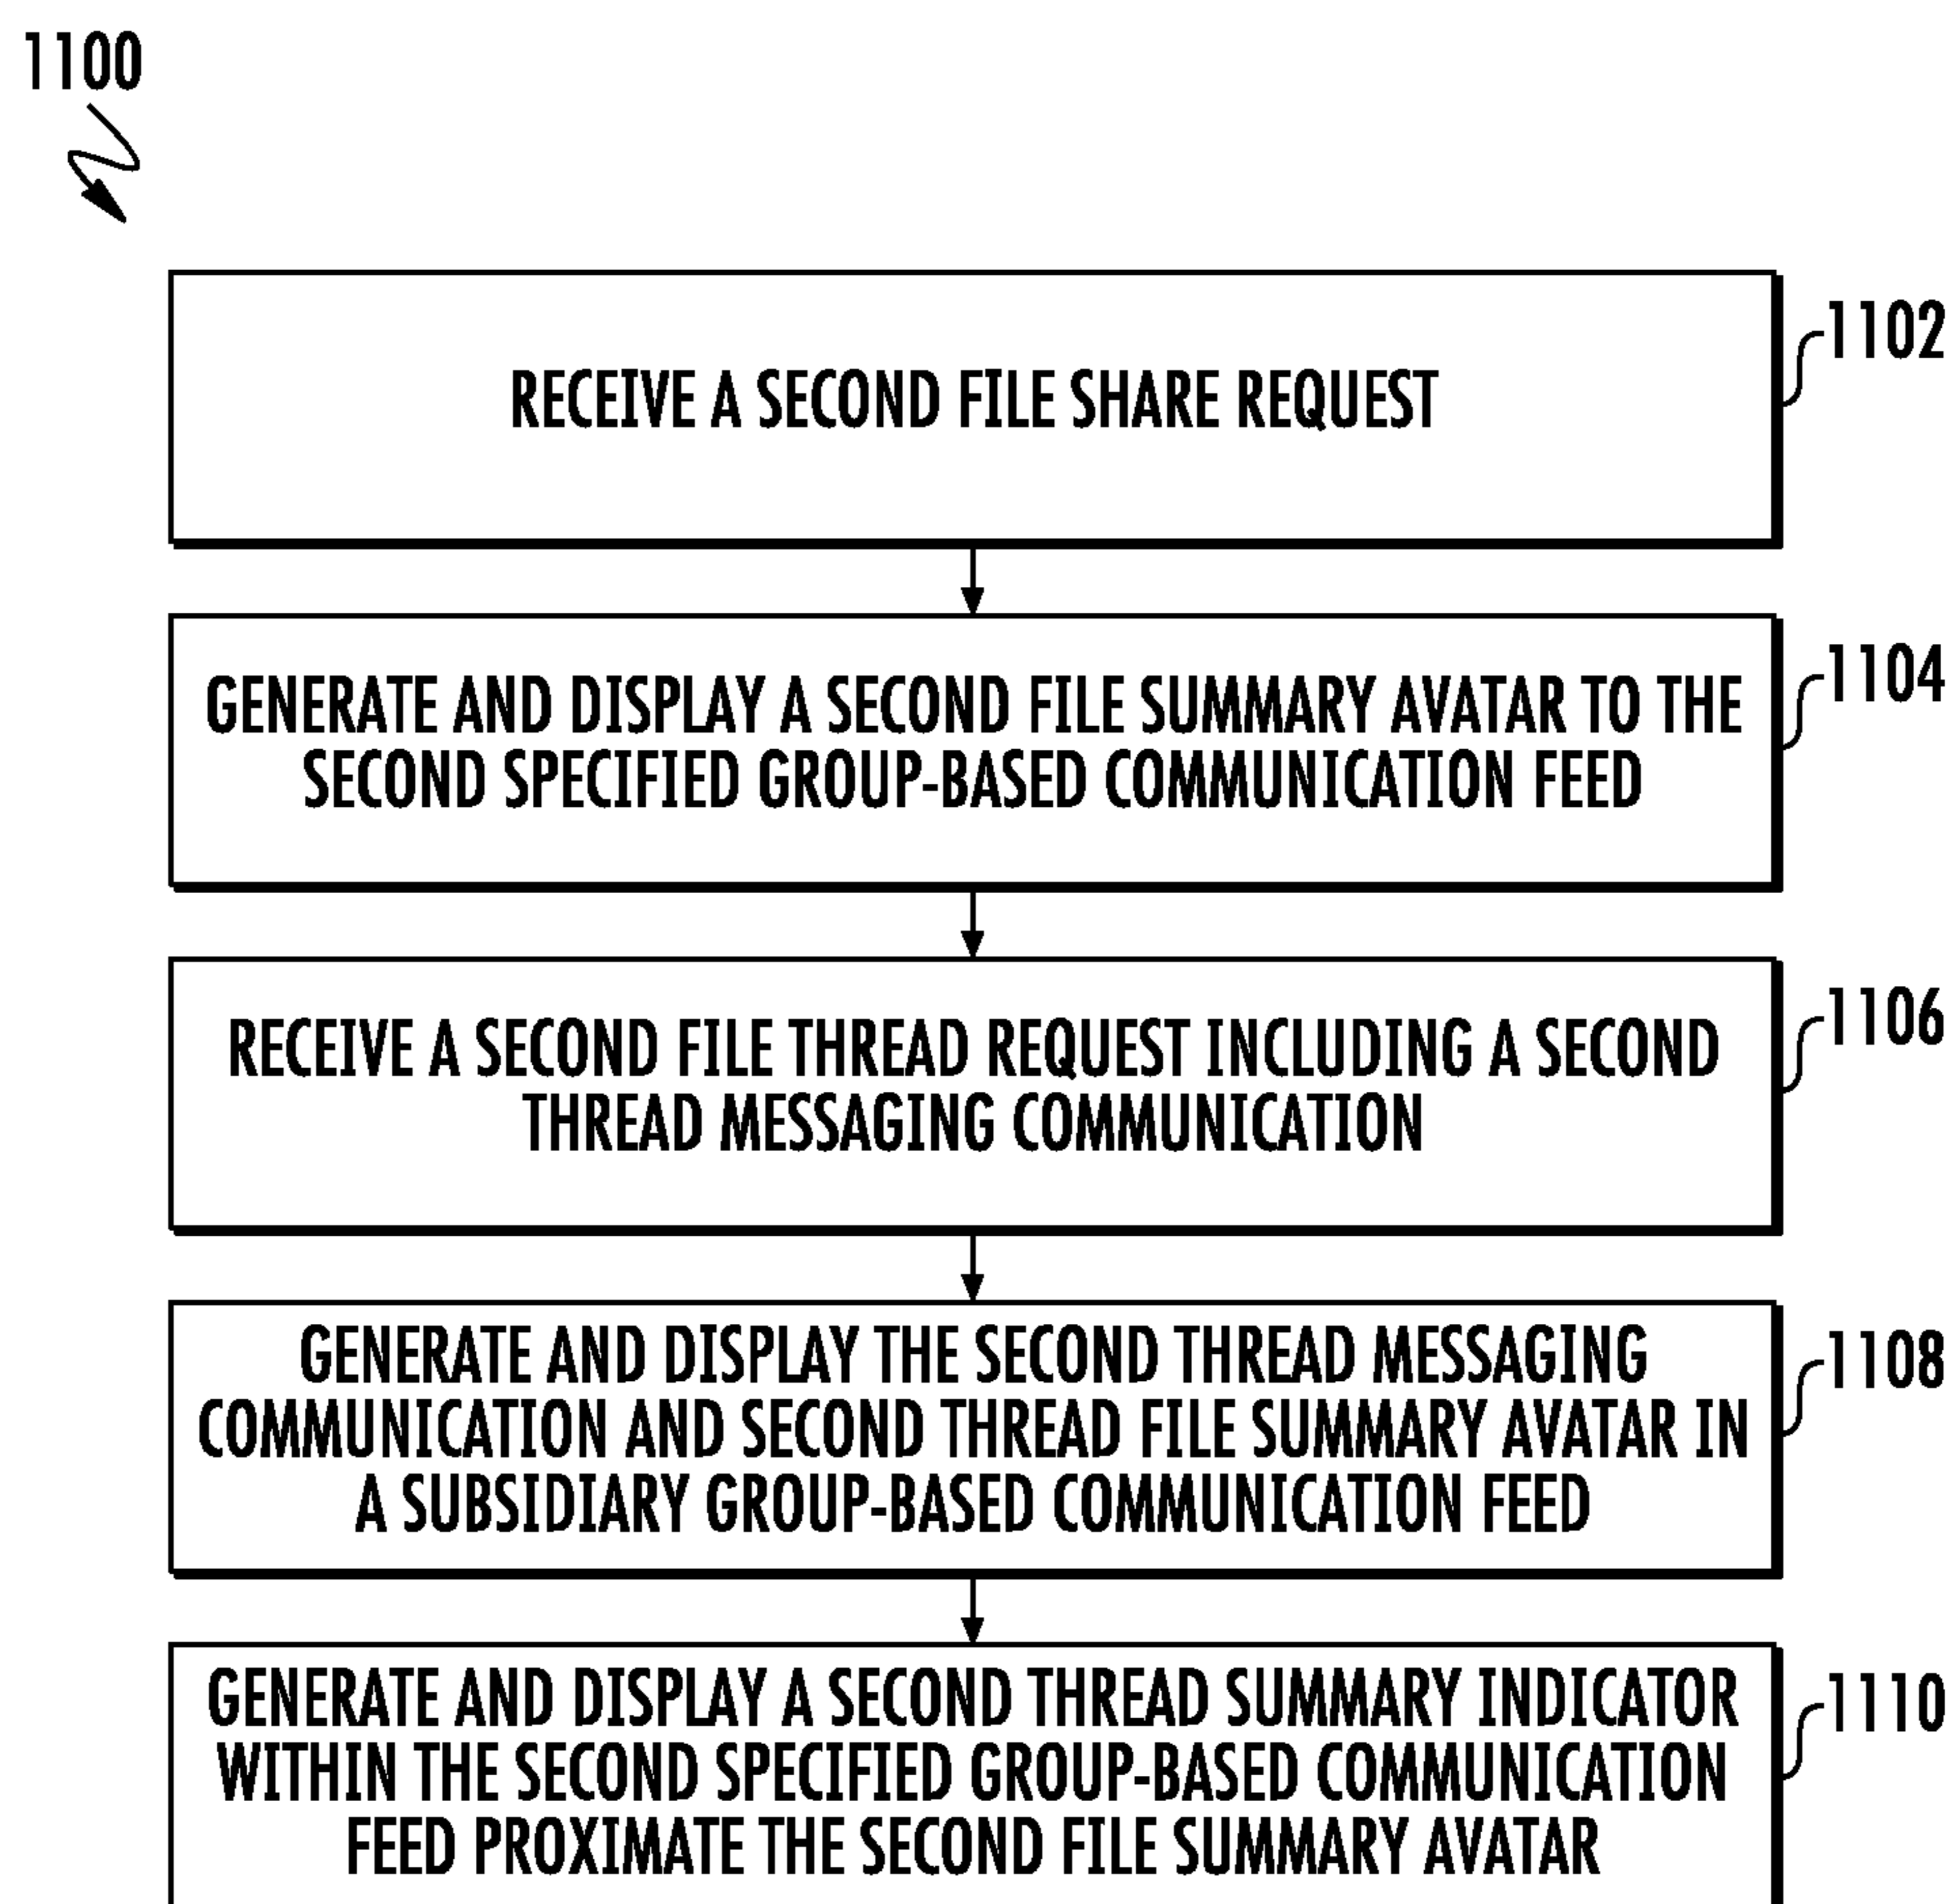 1100
RECEIVE A SECOND FILE SHARE REQUEST
1102
GENERATE AND DISPLAY A SECOND FILE SUMMARY AVATAR TO THE
SECOND SPECIFIED GROUP-BASED COMMUNICATION FEED
1104
RECEIVE A SECOND FILE THREAD REQUEST INCLUDING A SECOND
THREAD MESSAGING COMMUNICATION
1106
GENERATE AND DISPLAY THE SECOND THREAD MESSAGING
COMMUNICATION AND SECOND THREAD FILE SUMMARY AVATAR IN
A SUBSIDIARY GROUP-BASED COMMUNICATION FEED
1108
GENERATE AND DISPLAY A SECOND THREAD SUMMARY INDICATOR
WITHIN THE SECOND SPECIFIED GROUP-BASED COMMUNICATION
FEED PROXIMATE THE SECOND FILE SUMMARY AVATAR
1110